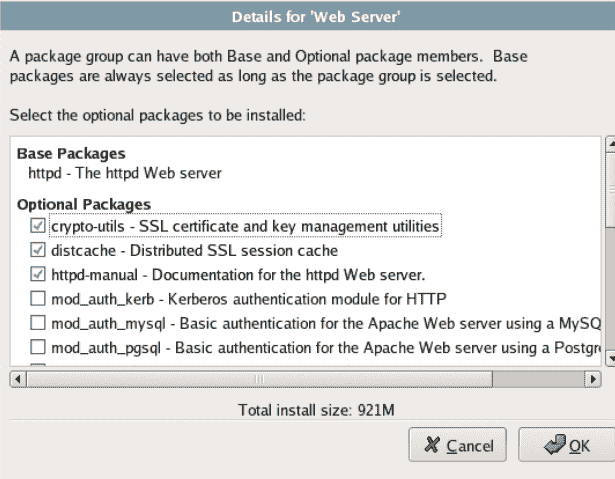 Details for 'Web Server'
A package group can have both Base and Optional package members. Base
packages are always selected as long as the package group is selected.
Select the optional packages to be installed:
Base Packages
httpd - The httpd Web server
Optional Packages
crypto-utils - SSL certificate and key management utilities
distcache - Distributed SSL session cache
httpd-manual - Documentation for the httpd Web server.
mod_auth_kerb - Kerberos authentication module for HTTP
mod_auth_mysql - Basic authentication for the Apache Web server using a MySQ
mod_auth_pgsql - Basic authentication for the Apache Web server using a Postgr
Total install size: 921M
Cancel
OK